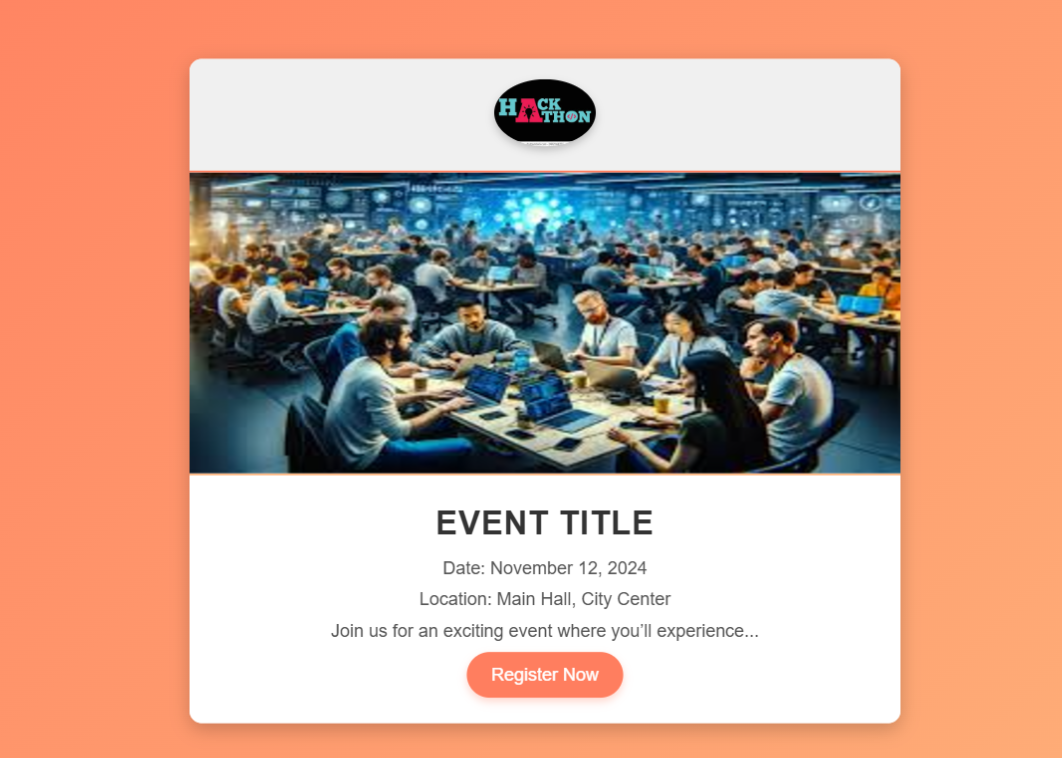 HACK
THON
EVENT TITLE
Date: November 12, 2024
Location: Main Hall, City Center
Join us for an exciting event where you'll experience...
Register Now